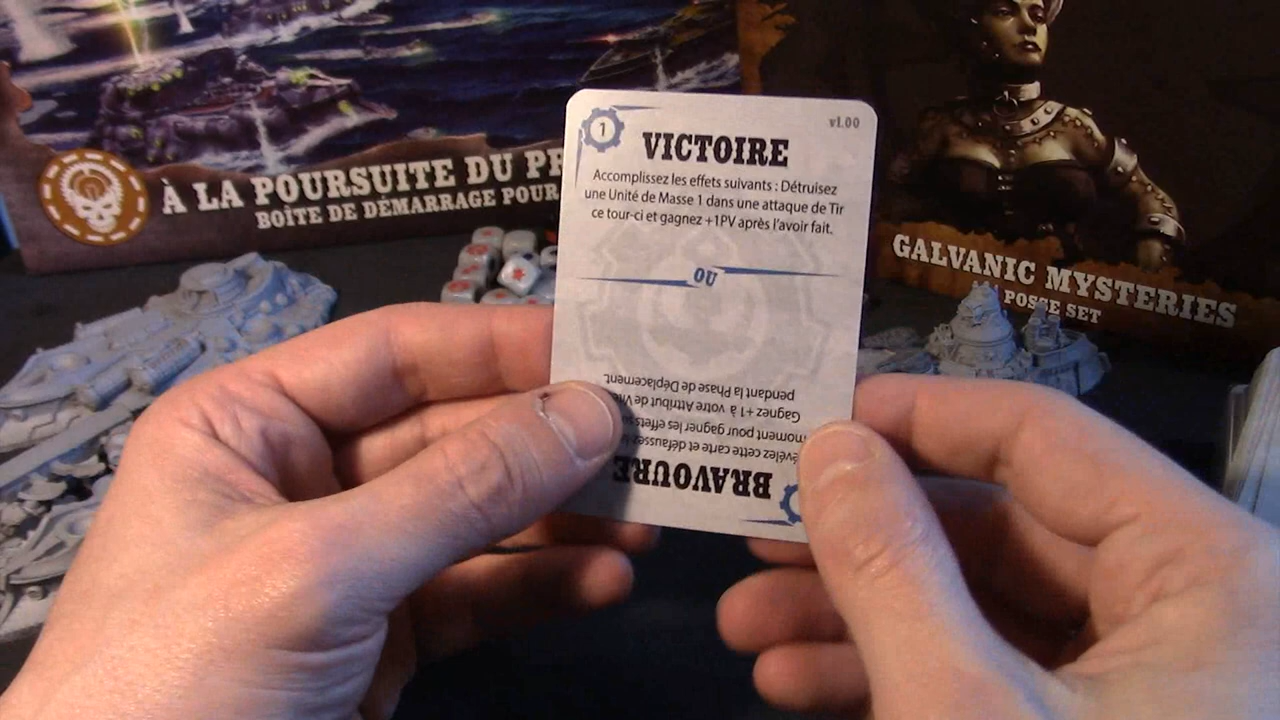 À LA POURSUITE DU
BOÎTE DE DÉMARRAGE POUR
1
v1.00
VICTOIRE
Accomplissez les effets suivants : Détruisez
une Unité de Masse 1 dans une attaque de Tir
ce tour-ci et gagnez +1PV après l'avoir fait.
OU
BRAVOURE
cette carte et défaussez
moment pour gagner les effets
Gagnez +1 à votre Attribut de
pendant la Phase de Déplacement.
GALVANIC MYSTERIES
POSSE SET